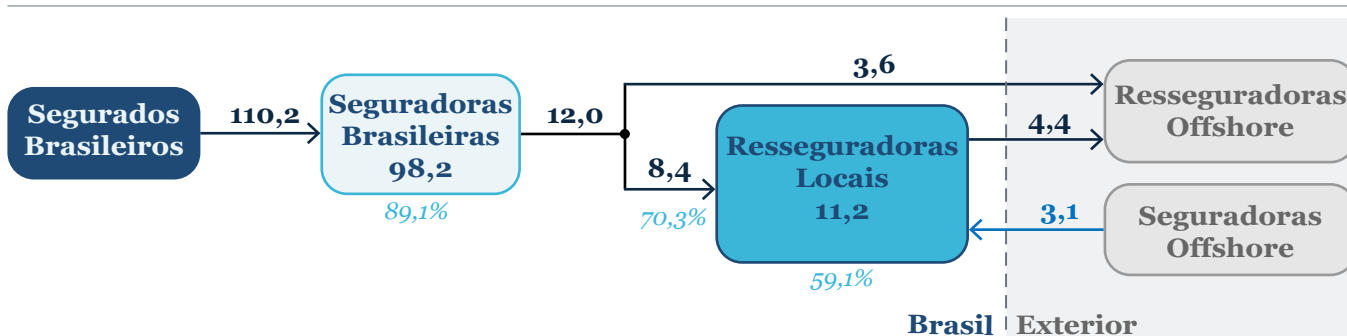 Segurados
Brasileiros
110,2
Seguradoras
Brasileiras
98,2
89,1%
12,0
3,6
8,4
70,3%
Resseguradoras
Locais
11,2
59,1%
4,4
3,1
Resseguradoras
Offshore
Seguradoras
Offshore
Brasil
Exterior